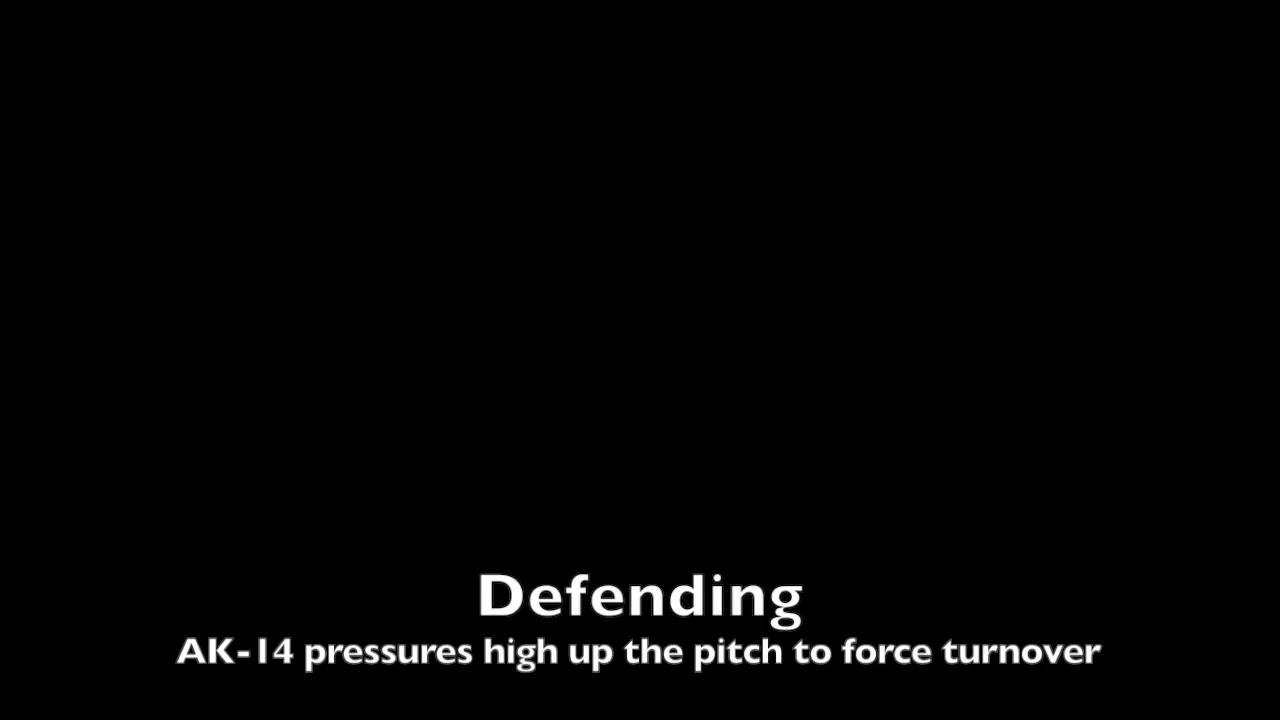 Defending
AK-14 pressures high up the pitch to force turnover